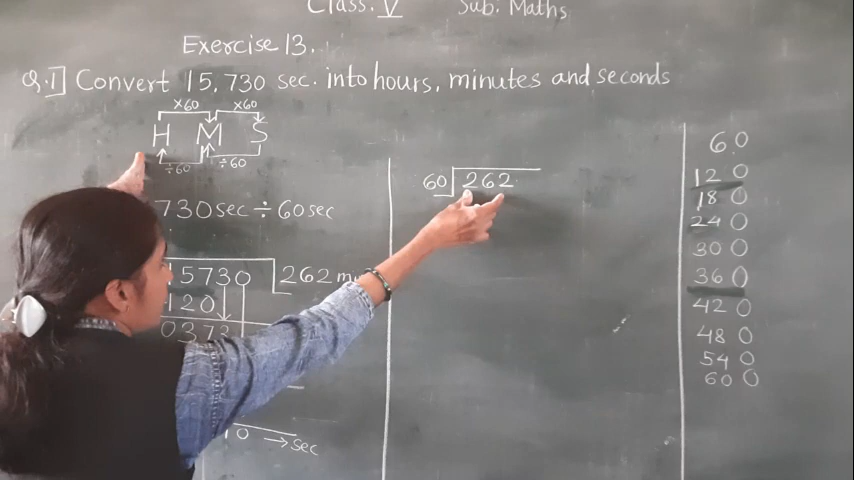 Class. V Sub: Maths
Exercise 13.
Q.1] Convert 15,730 sec. into hours, minutes and seconds
×60 ×60
H M S
÷60 ÷60
730 sec ÷ 60 sec
15730 262
120
0373
10 → sec
60 262
60
120
180
240
300
360
420
480
540
600